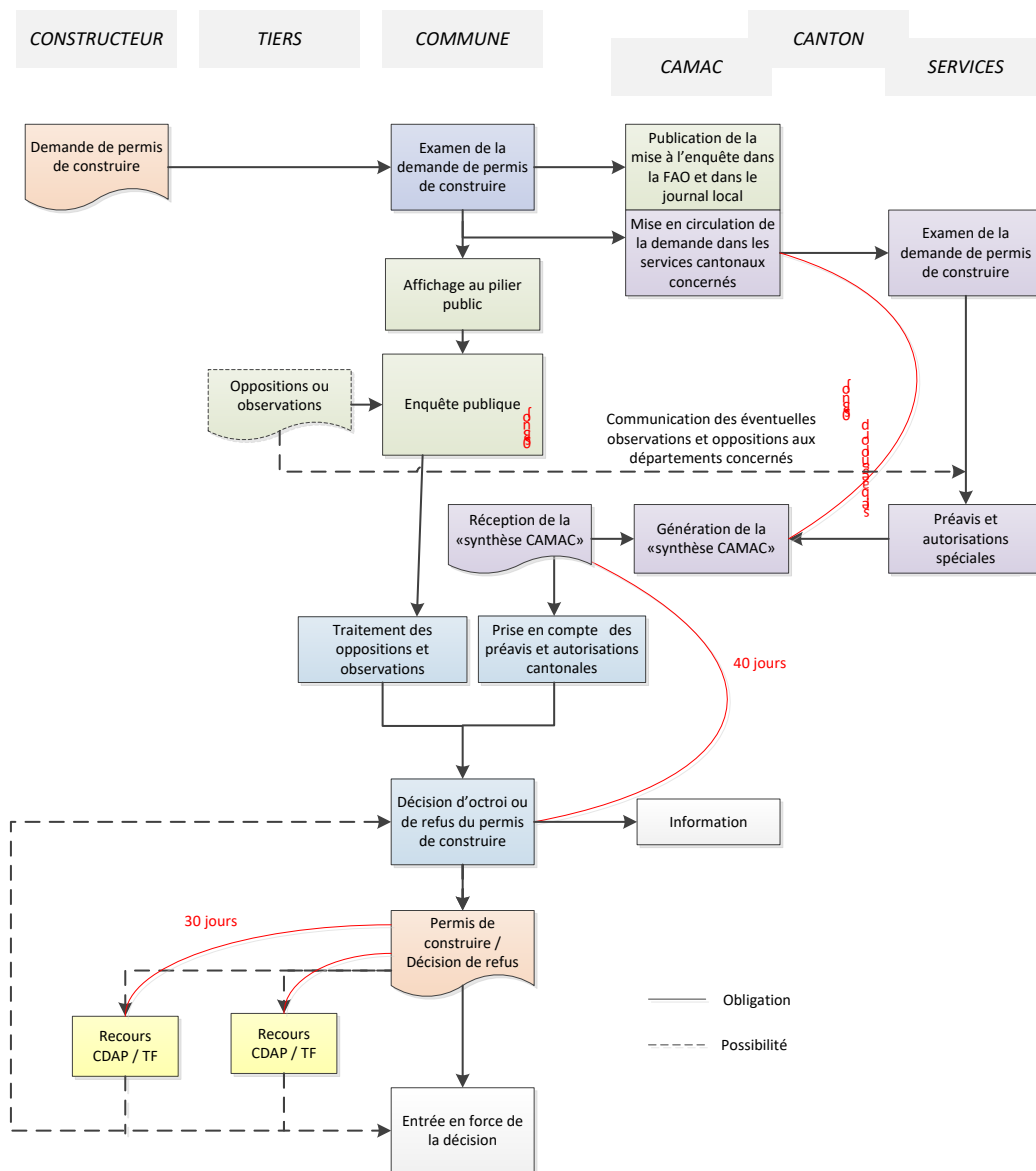 CONSTRUCTEUR
TIERS
COMMUNE
CANTON
CAMAC
SERVICES
Demande de permis
de construire
Examen de la
demande de permis
de construire
Publication de la
mise à l'enquête dans
la FAO et dans le
journal local
Mise en circulation de
la demande dans les
services cantonaux
concernés
Examen de la
demande de permis
de construire
Affichage au pilier
public
Oppositions ou
observations
Enquête publique
Communication des éventuelles
observations et oppositions aux
départements concernés
Réception de la
«synthèse CAMAC»
Génération de la
«synthèse CAMAC»
Préavis et
autorisations
spéciales
Traitement des
oppositions et
observations
Prise en compte des
préavis et autorisations
cantonales
40 jours
Décision d'octroi ou
de refus du permis
de construire
Information
30 jours
Permis de
construire /
Décision de refus
Obligation
Recours
CDAP / TF
Recours
CDAP / TF
Possibilité
Entrée en force de
la décision